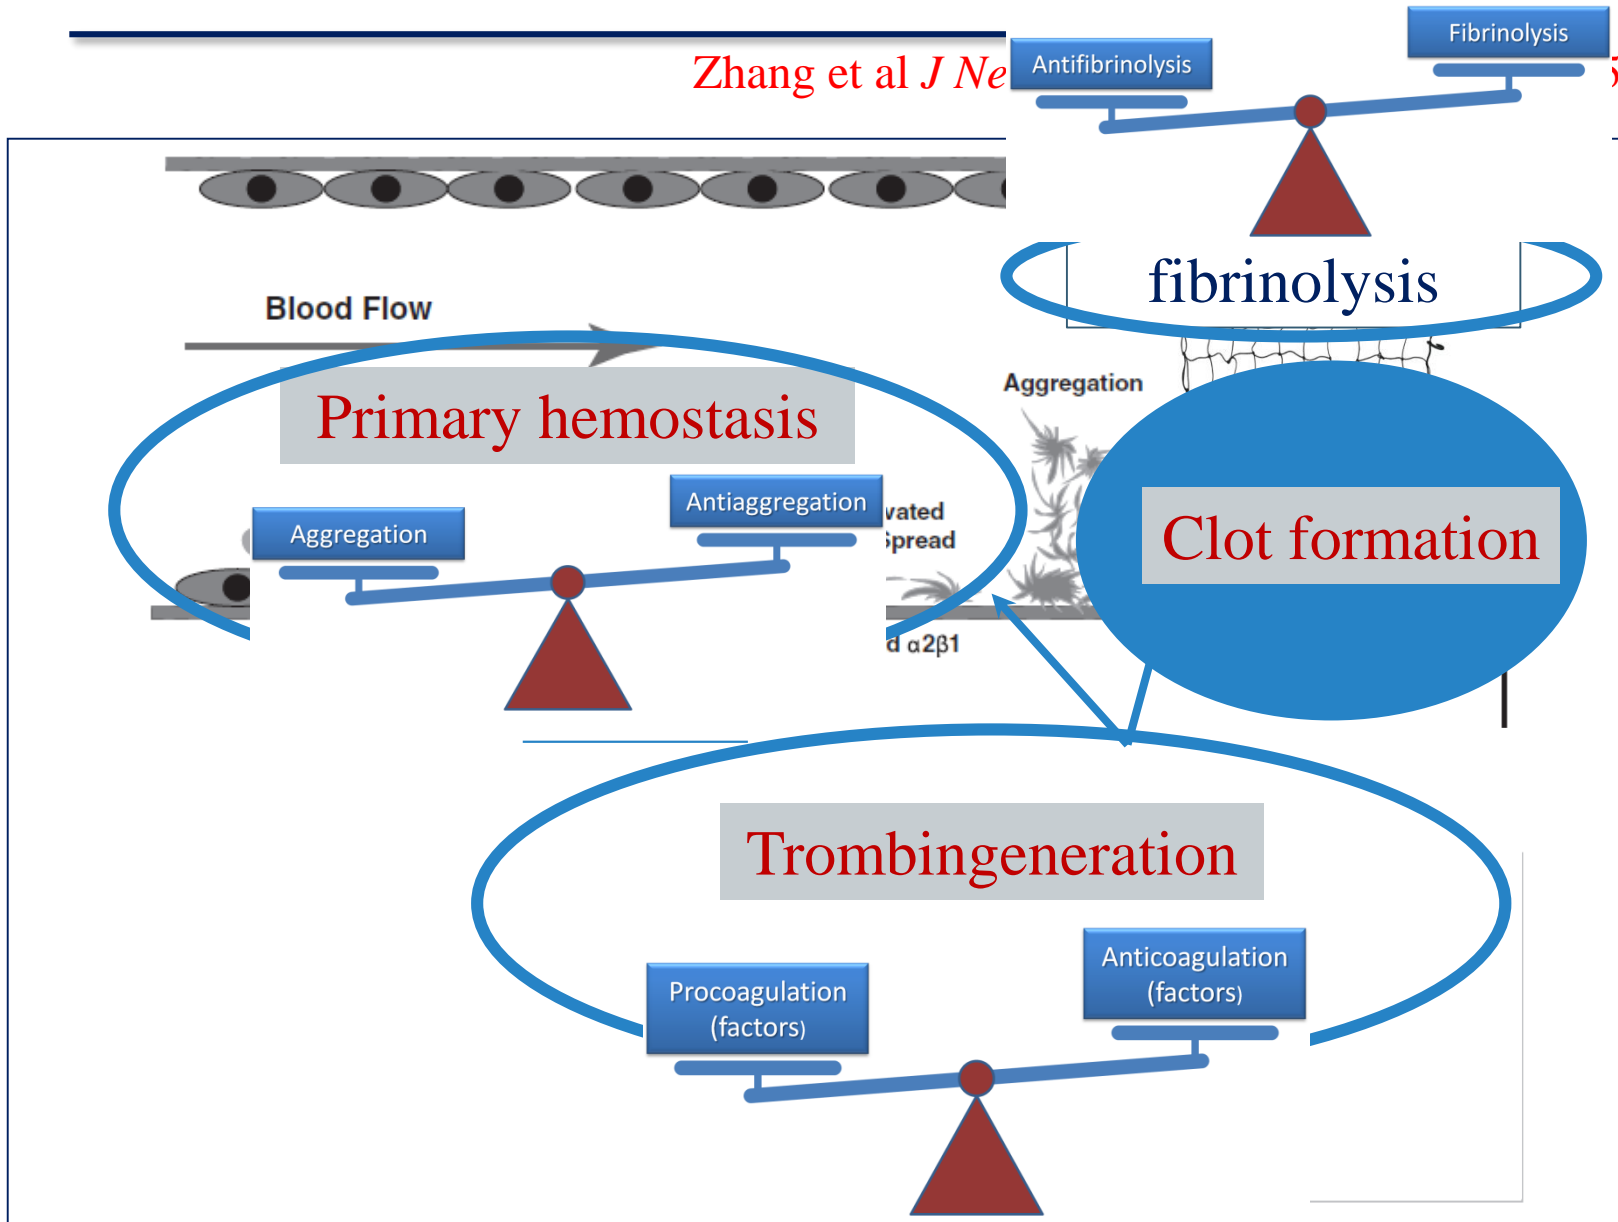 Fibrinolysis
Antifibrinolysis
Zhang et al J Ne
fibrinolysis
Blood Flow
Aggregation
Primary hemostasis
Antiaggregation
Aggregation
vated
Spread
Clot formation
d α2β1
Trombingeneration
Anticoagulation
(factors)
Procoagulation
(factors)